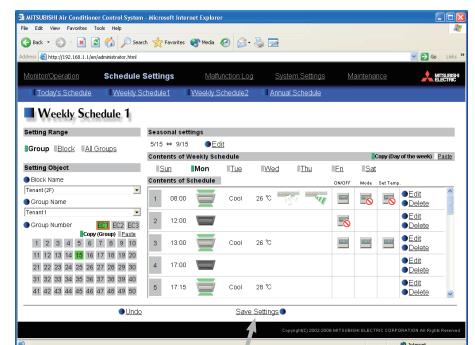 MITSUBISHI Air Conditioner Control System - Microsoft Internet Explorer
File Edit View Favorites Tools Help
Back Search Favorites Media
Address http://192.168.1.1/en/administrator.html Go Links
Monitor/Operation Schedule Settings Malfunction Log System Settings Maintenance MITSUBISHI ELECTRIC
Today's Schedule Weekly Schedule1 Weekly Schedule2 Annual Schedule
Weekly Schedule 1
Setting Range
Group Block All Groups
Setting Object
Block Name
Tenant (2F)
Group Name
Tenant 1
Group Number EC1 EC2 EC3
Copy (Group) Paste
1 2 3 4 5 6 7 8 9 10
11 12 13 14 15 16 17 18 19 20
21 22 23 24 25 26 27 28 29 30
31 32 33 34 35 36 37 38 39 40
41 42 43 44 45 46 47 48 49 50
Seasonal settings
5/15 ⇔ 9/15 Edit
Contents of Weekly Schedule Copy (Day of the week) Paste
Sun Mon Tue Wed Thu Fri Sat
Contents of Schedule ON/OFF Mode Set Temp.
1 08:00 Cool 26 ℃ Edit Delete
2 12:00 Edit Delete
3 13:00 Cool 26 ℃ Edit Delete
4 17:00 Edit Delete
5 17:15 Cool 28 ℃ Edit Delete
Undo Save Settings
Copyright(C) 2002-2008 MITSUBISHI ELECTRIC CORPORATION All Rights Reserved
Internet